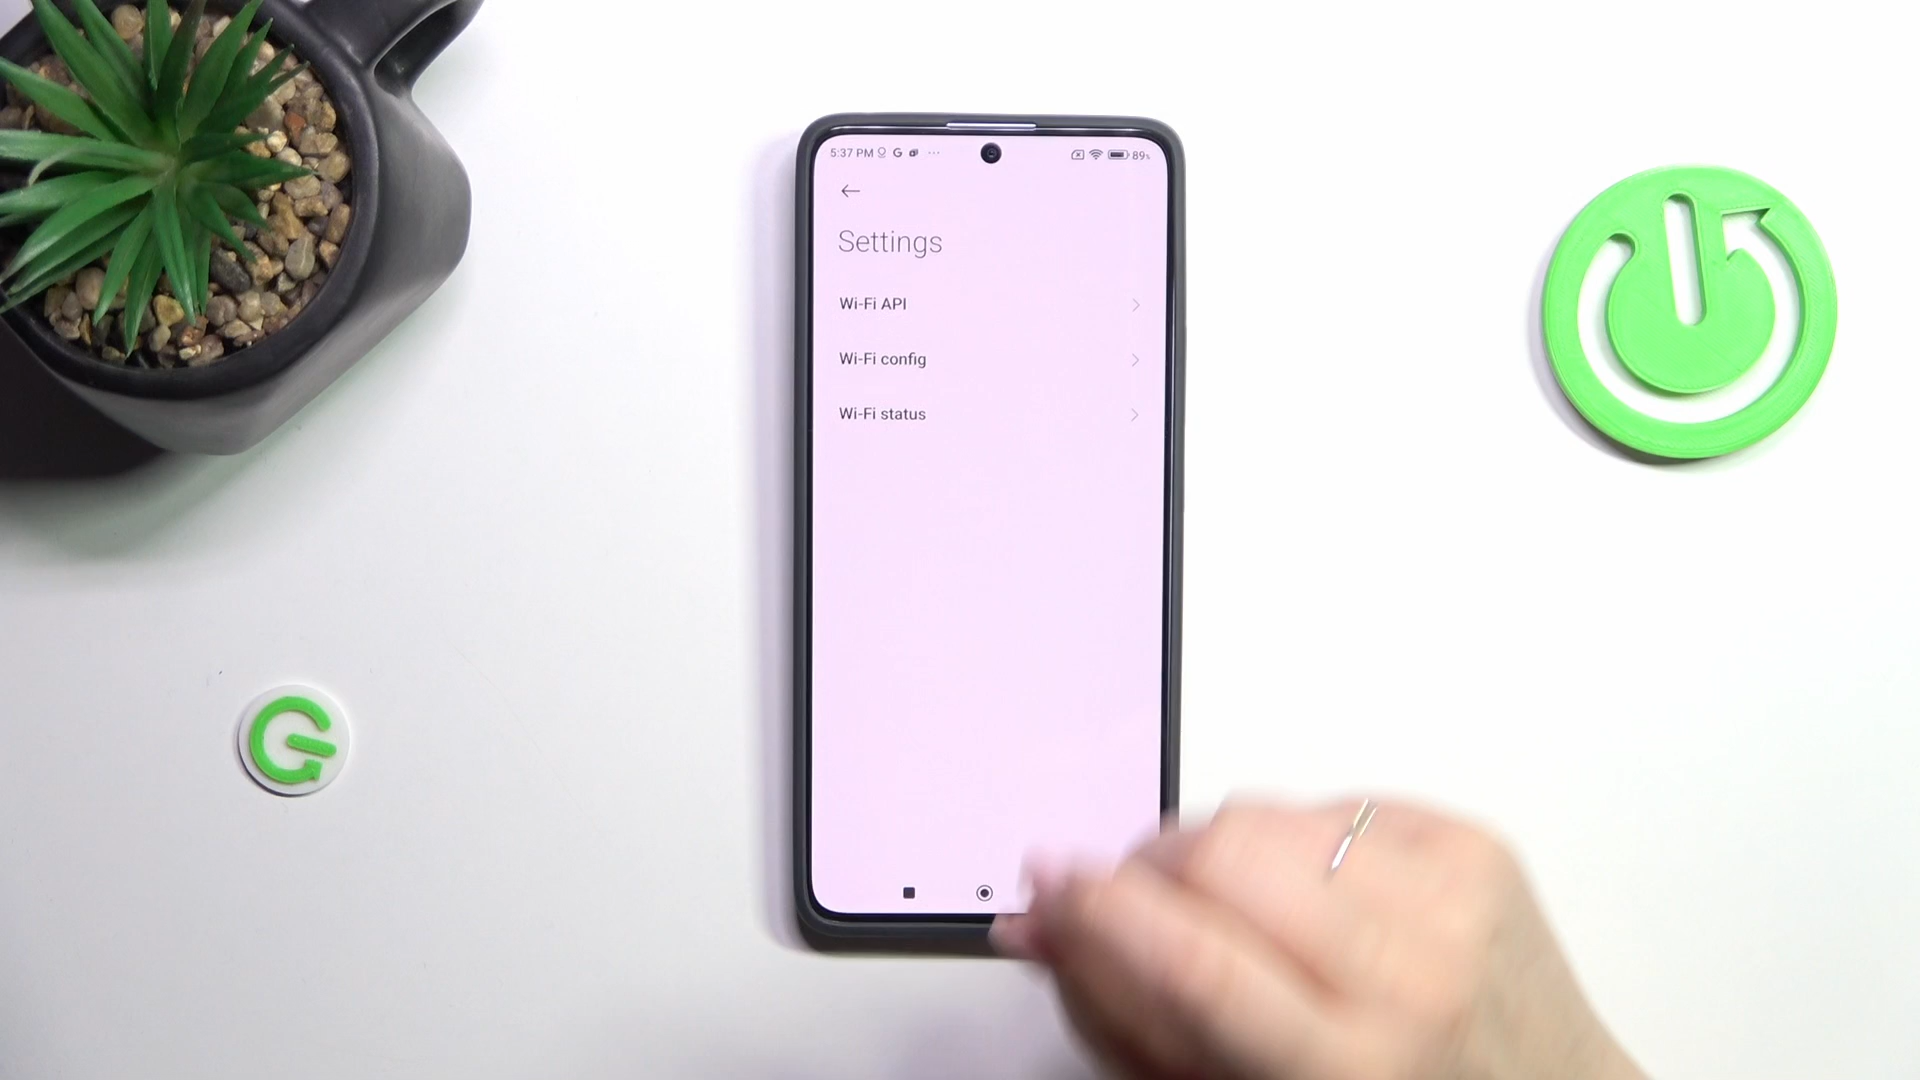 5:37 PM G ... 89%
Settings
Wi-Fi API
Wi-Fi config
Wi-Fi status